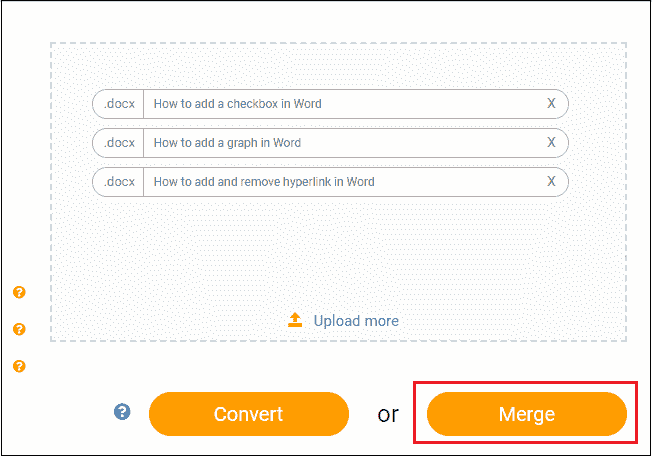 .docx How to add a checkbox in Word X
.docx How to add a graph in Word X
.docx How to add and remove hyperlink in Word X
?
?
Upload more
?
? Convert or Merge